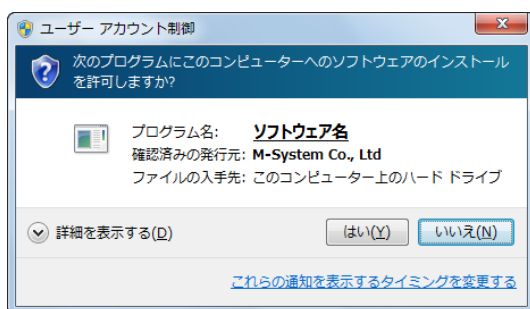 ユーザー アカウント制御
次のプログラムにこのコンピューターへのソフトウェアのインストール
を許可しますか?
プログラム名: ソフトウェア名
確認済みの発行元: M-System Co., Ltd
ファイルの入手先: このコンピューター上のハード ドライブ
詳細を表示する(D)
はい(Y)
いいえ(N)
これらの通知を表示するタイミングを変更する